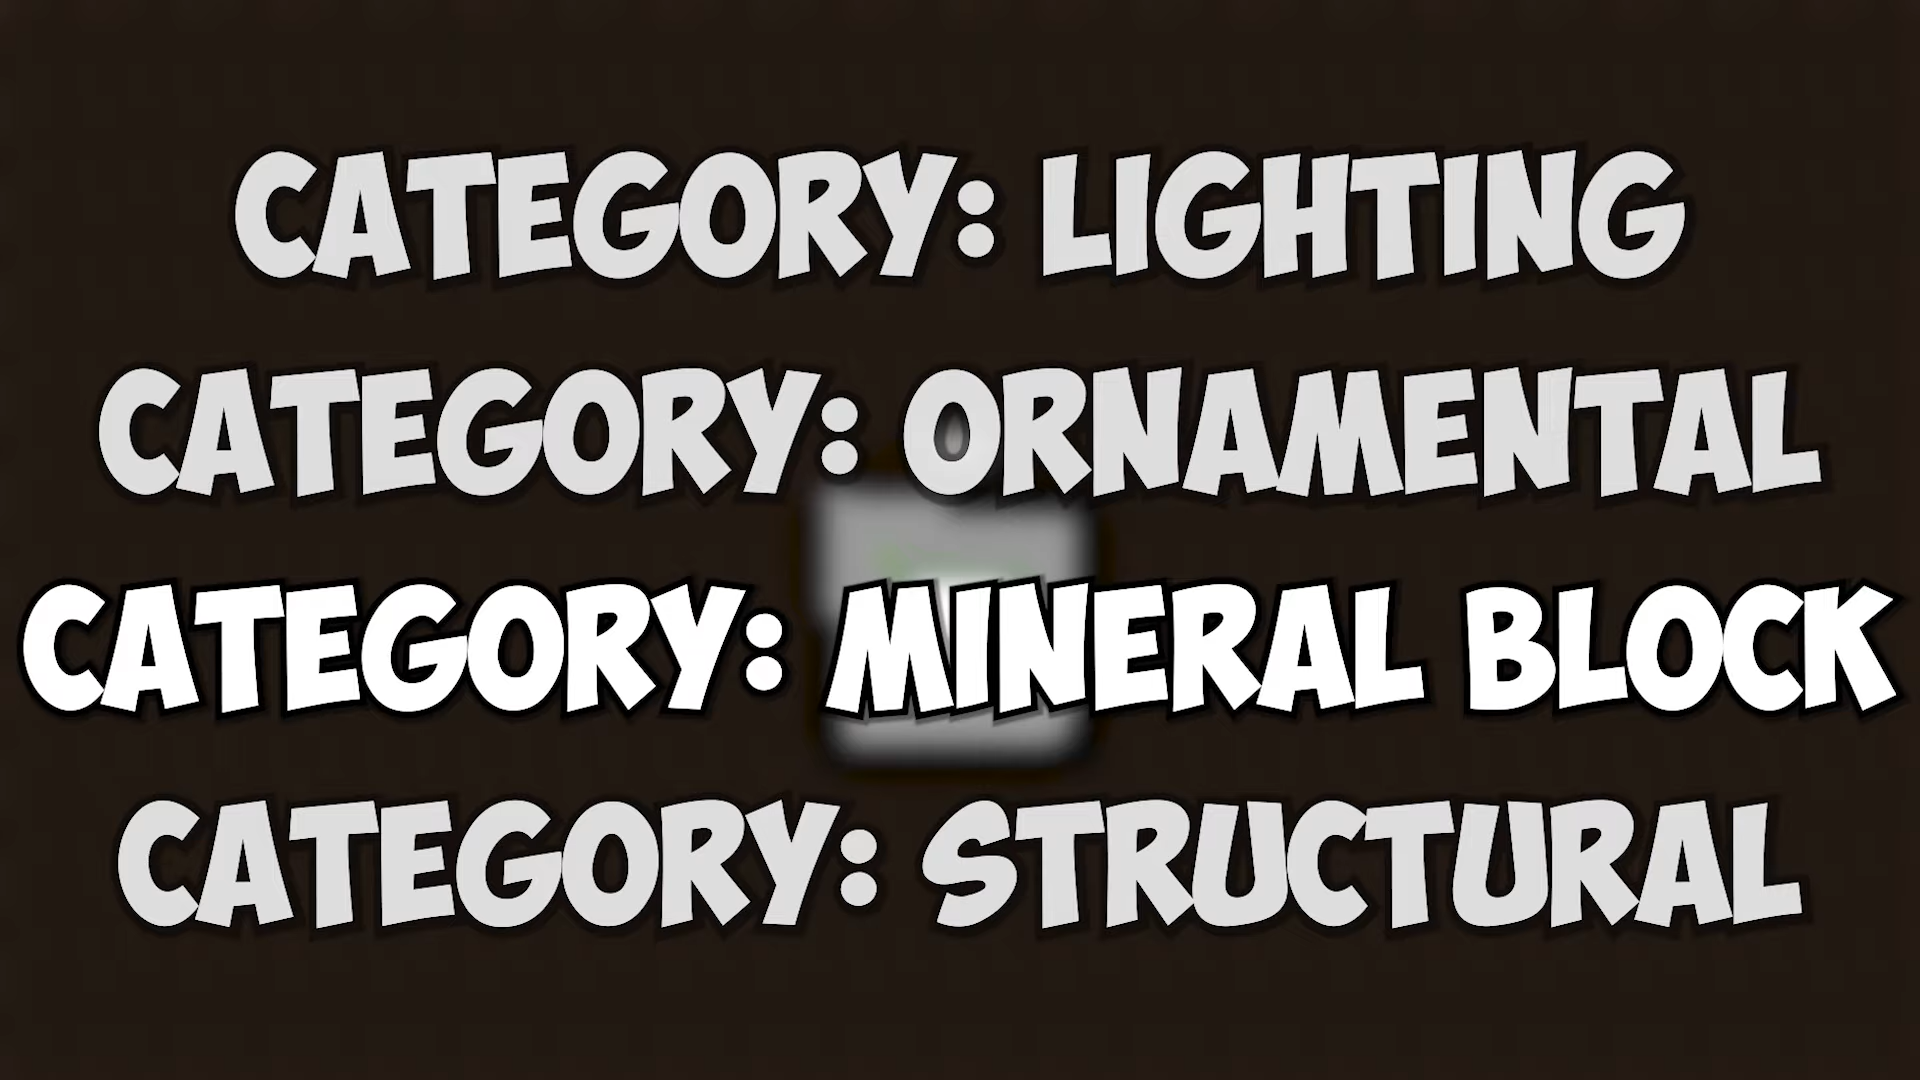 CATEGORY: LIGHTING
CATEGORY: ORNAMENTAL
CATEGORY: MINERAL BLOCK
CATEGORY: STRUCTURAL